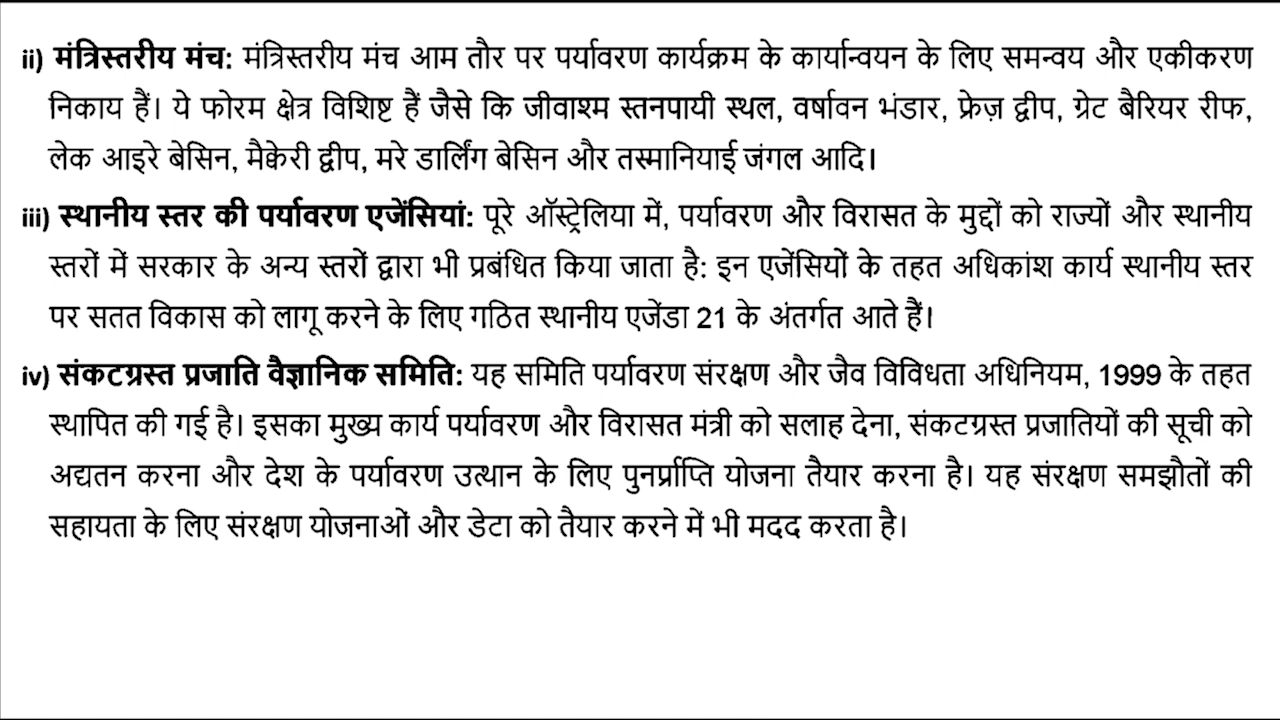 ii) मंत्रिस्तरीय मंच: मंत्रिस्तरीय मंच आम तौर पर पर्यावरण कार्यक्रम के कार्यान्वयन के लिए समन्वय और एकीकरण
निकाय हैं। ये फोरम क्षेत्र विशिष्ट हैं जैसे कि जीवाश्म स्तनपायी स्थल, वर्षावन भंडार, फ्रेज़ द्वीप, ग्रेट बैरियर रीफ,
लेक आइरे बेसिन, मैक्वेरी द्वीप, मरे डार्लिंग बेसिन और तस्मानियाई जंगल आदि।
iii) स्थानीय स्तर की पर्यावरण एजेंसियां: पूरे ऑस्ट्रेलिया में, पर्यावरण और विरासत के मुद्दों को राज्यों और स्थानीय
स्तरों में सरकार के अन्य स्तरों द्वारा भी प्रबंधित किया जाता है: इन एजेंसियों के तहत अधिकांश कार्य स्थानीय स्तर
पर सतत विकास को लागू करने के लिए गठित स्थानीय एजेंडा 21 के अंतर्गत आते हैं।
iv) संकटग्रस्त प्रजाति वैज्ञानिक समिति: यह समिति पर्यावरण संरक्षण और जैव विविधता अधिनियम, 1999 के तहत
स्थापित की गई है। इसका मुख्य कार्य पर्यावरण और विरासत मंत्री को सलाह देना, संकटग्रस्त प्रजातियों की सूची को
अद्यतन करना और देश के पर्यावरण उत्थान के लिए पुनर्प्राप्ति योजना तैयार करना है। यह संरक्षण समझौतों की
सहायता के लिए संरक्षण योजनाओं और डेटा को तैयार करने में भी मदद करता है।